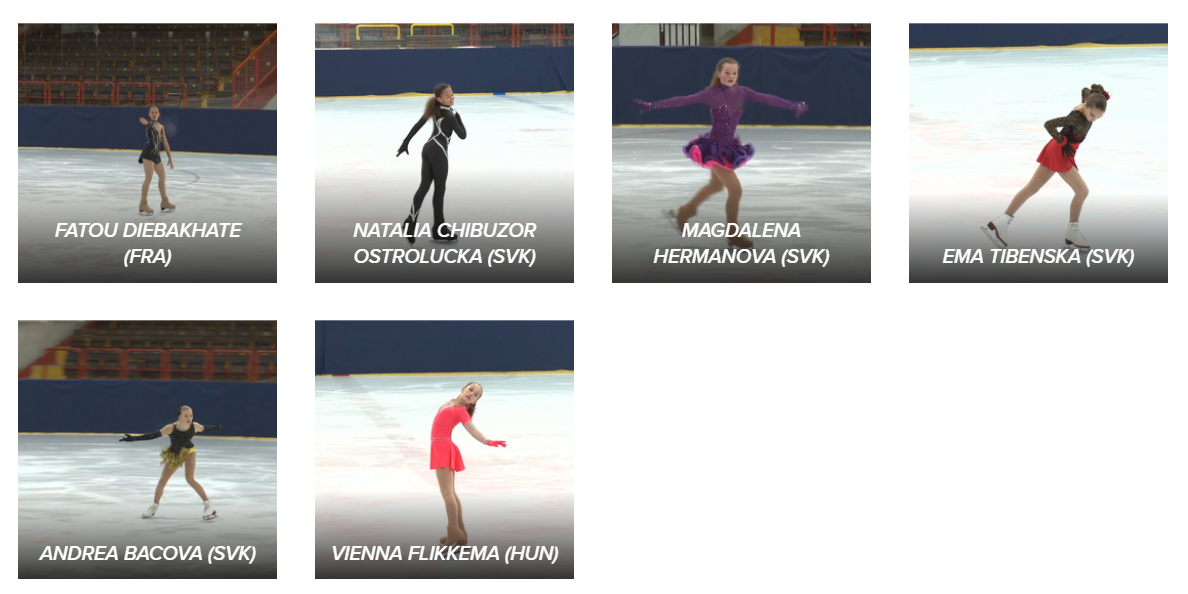 FATOU DIEBAKHATE
(FRA)
NATALIA CHIBUZOR
OSTROLUCKA (SVK)
MAGDALENA
HERMANOVA (SVK)
EMA TIBENSKA (SVK)
ANDREA BACOVA (SVK)
VIENNA FLIKKEMA (HUN)